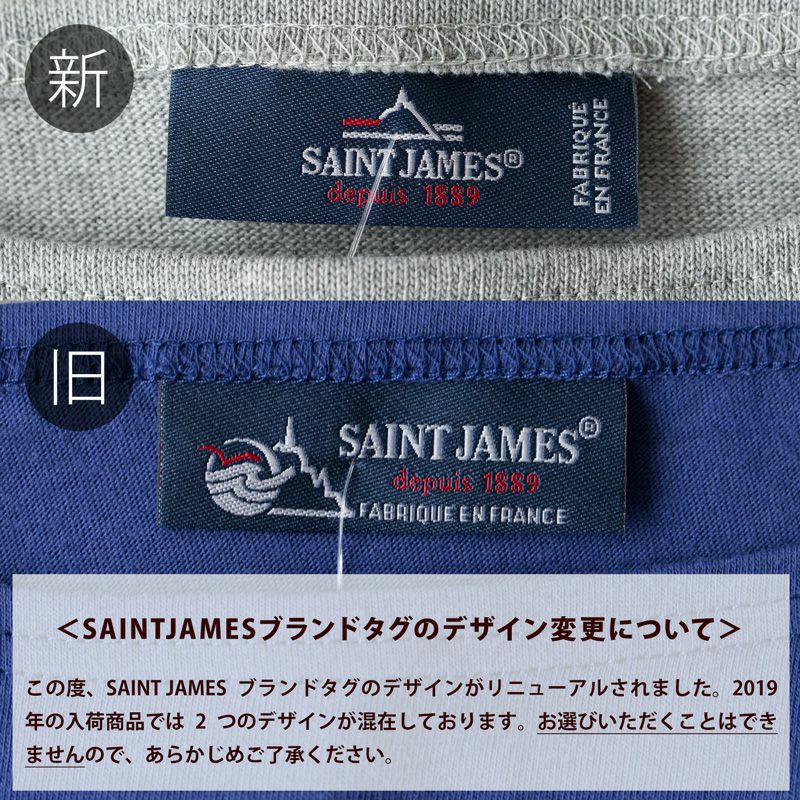 新
SAINT JAMES®
depuis 1889
FABRIQUÉ
EN FRANCE
旧
SAINT JAMES®
depuis 1889
FABRIQUE EN FRANCE
＜SAINTJAMESブランドタグのデザイン変更について＞
この度、SAINT JAMES ブランドタグのデザインがリニューアルされました。2019
年の入荷商品では 2 つのデザインが混在しております。お選びいただくことはでき
ませんので、あらかじめご了承ください。